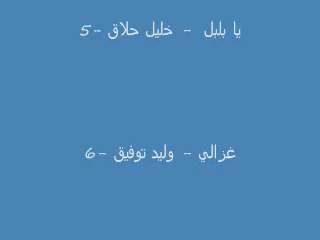 5 - يا بلبل - خليل حلاق
6 - غزالي - وليد توفيق